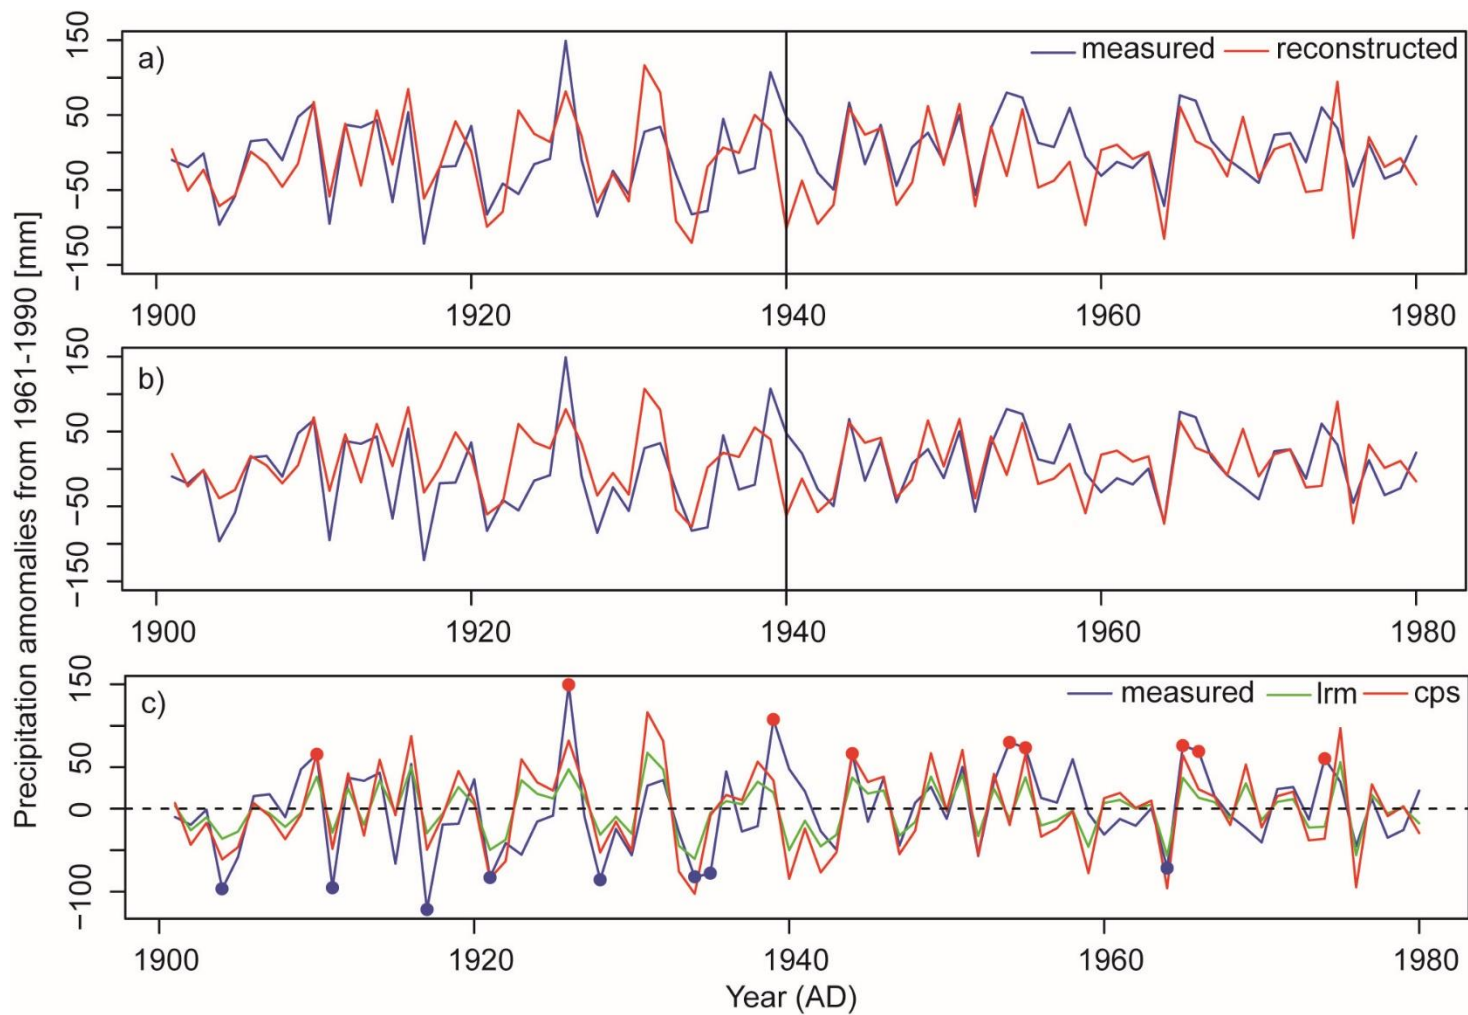 Precipitation amomalies from 1961-1990 [mm]
a)
measured reconstructed
150
50
−50
−150
1900 1920 1940 1960 1980
b)
150
50
−50
−150
1900 1920 1940 1960 1980
c)
measured lrm cps
150
50
0
−100
1900 1920 1940 1960 1980
Year (AD)